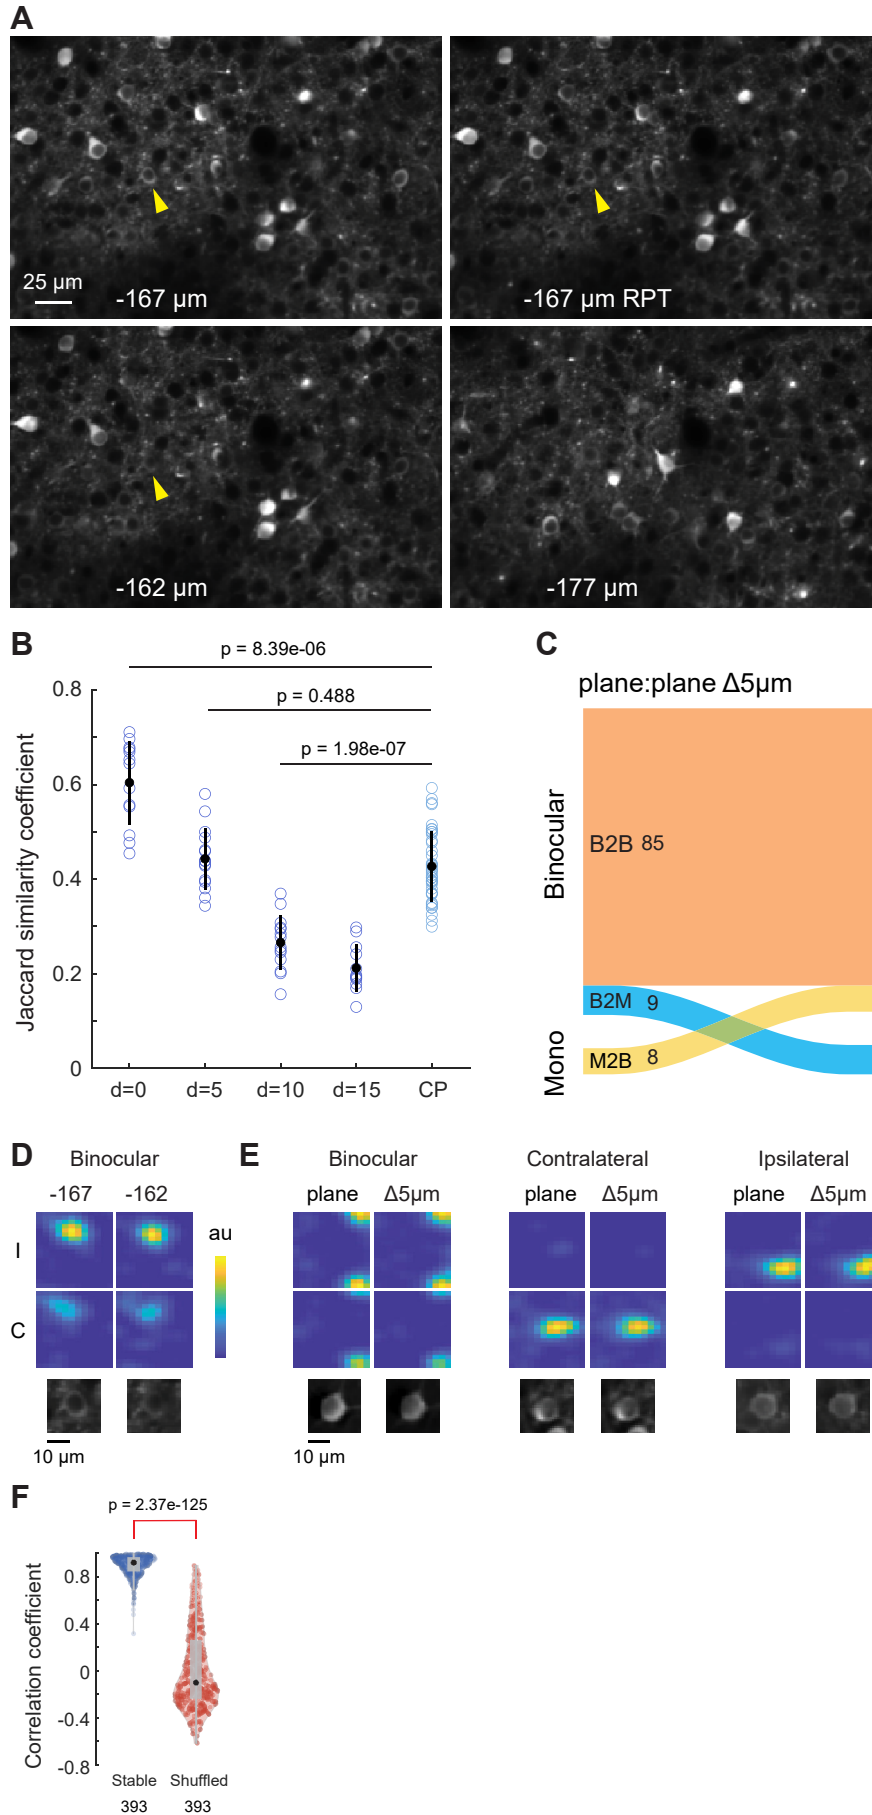 A
25 µm
-167 µm
-167 µm RPT
-162 µm
-177 µm
B
p = 8.39e-06
p = 0.488
p = 1.98e-07
Jaccard similarity coefficient
0.8
0.6
0.4
0.2
0
d=0
d=5
d=10
d=15
CP
C
plane:plane Δ5µm
Binocular
B2B 85
B2M 9
Mono
M2B 8
D
Binocular
-167
-162
I
C
au
10 µm
E
Binocular
plane
Δ5µm
Contralateral
plane
Δ5µm
Ipsilateral
plane
Δ5µm
10 µm
F
p = 2.37e-125
Correlation coefficient
0.8
0.4
0
-0.4
-0.8
Stable
Shuffled
393
393